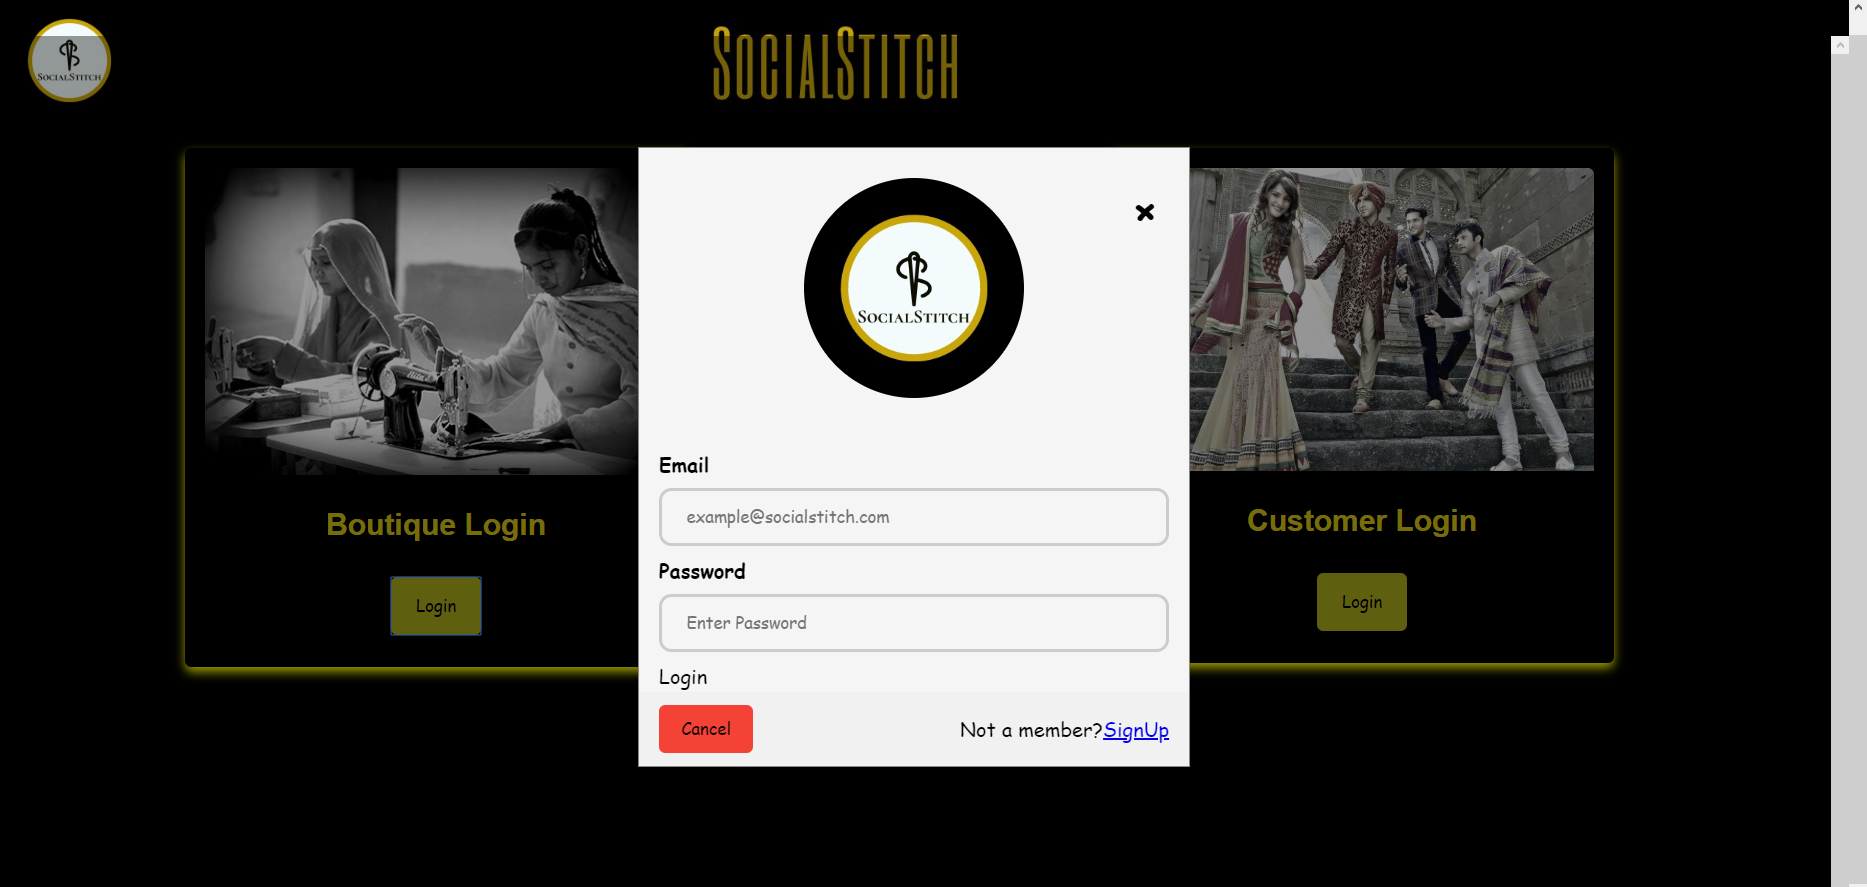 SOCIALSTITCH
SOCIALSTITCH
SOCIALSTITCH
Email
example@socialstitch.com
Password
Enter Password
Login
Cancel
Not a member?SignUp
Boutique Login
Login
Customer Login
Login